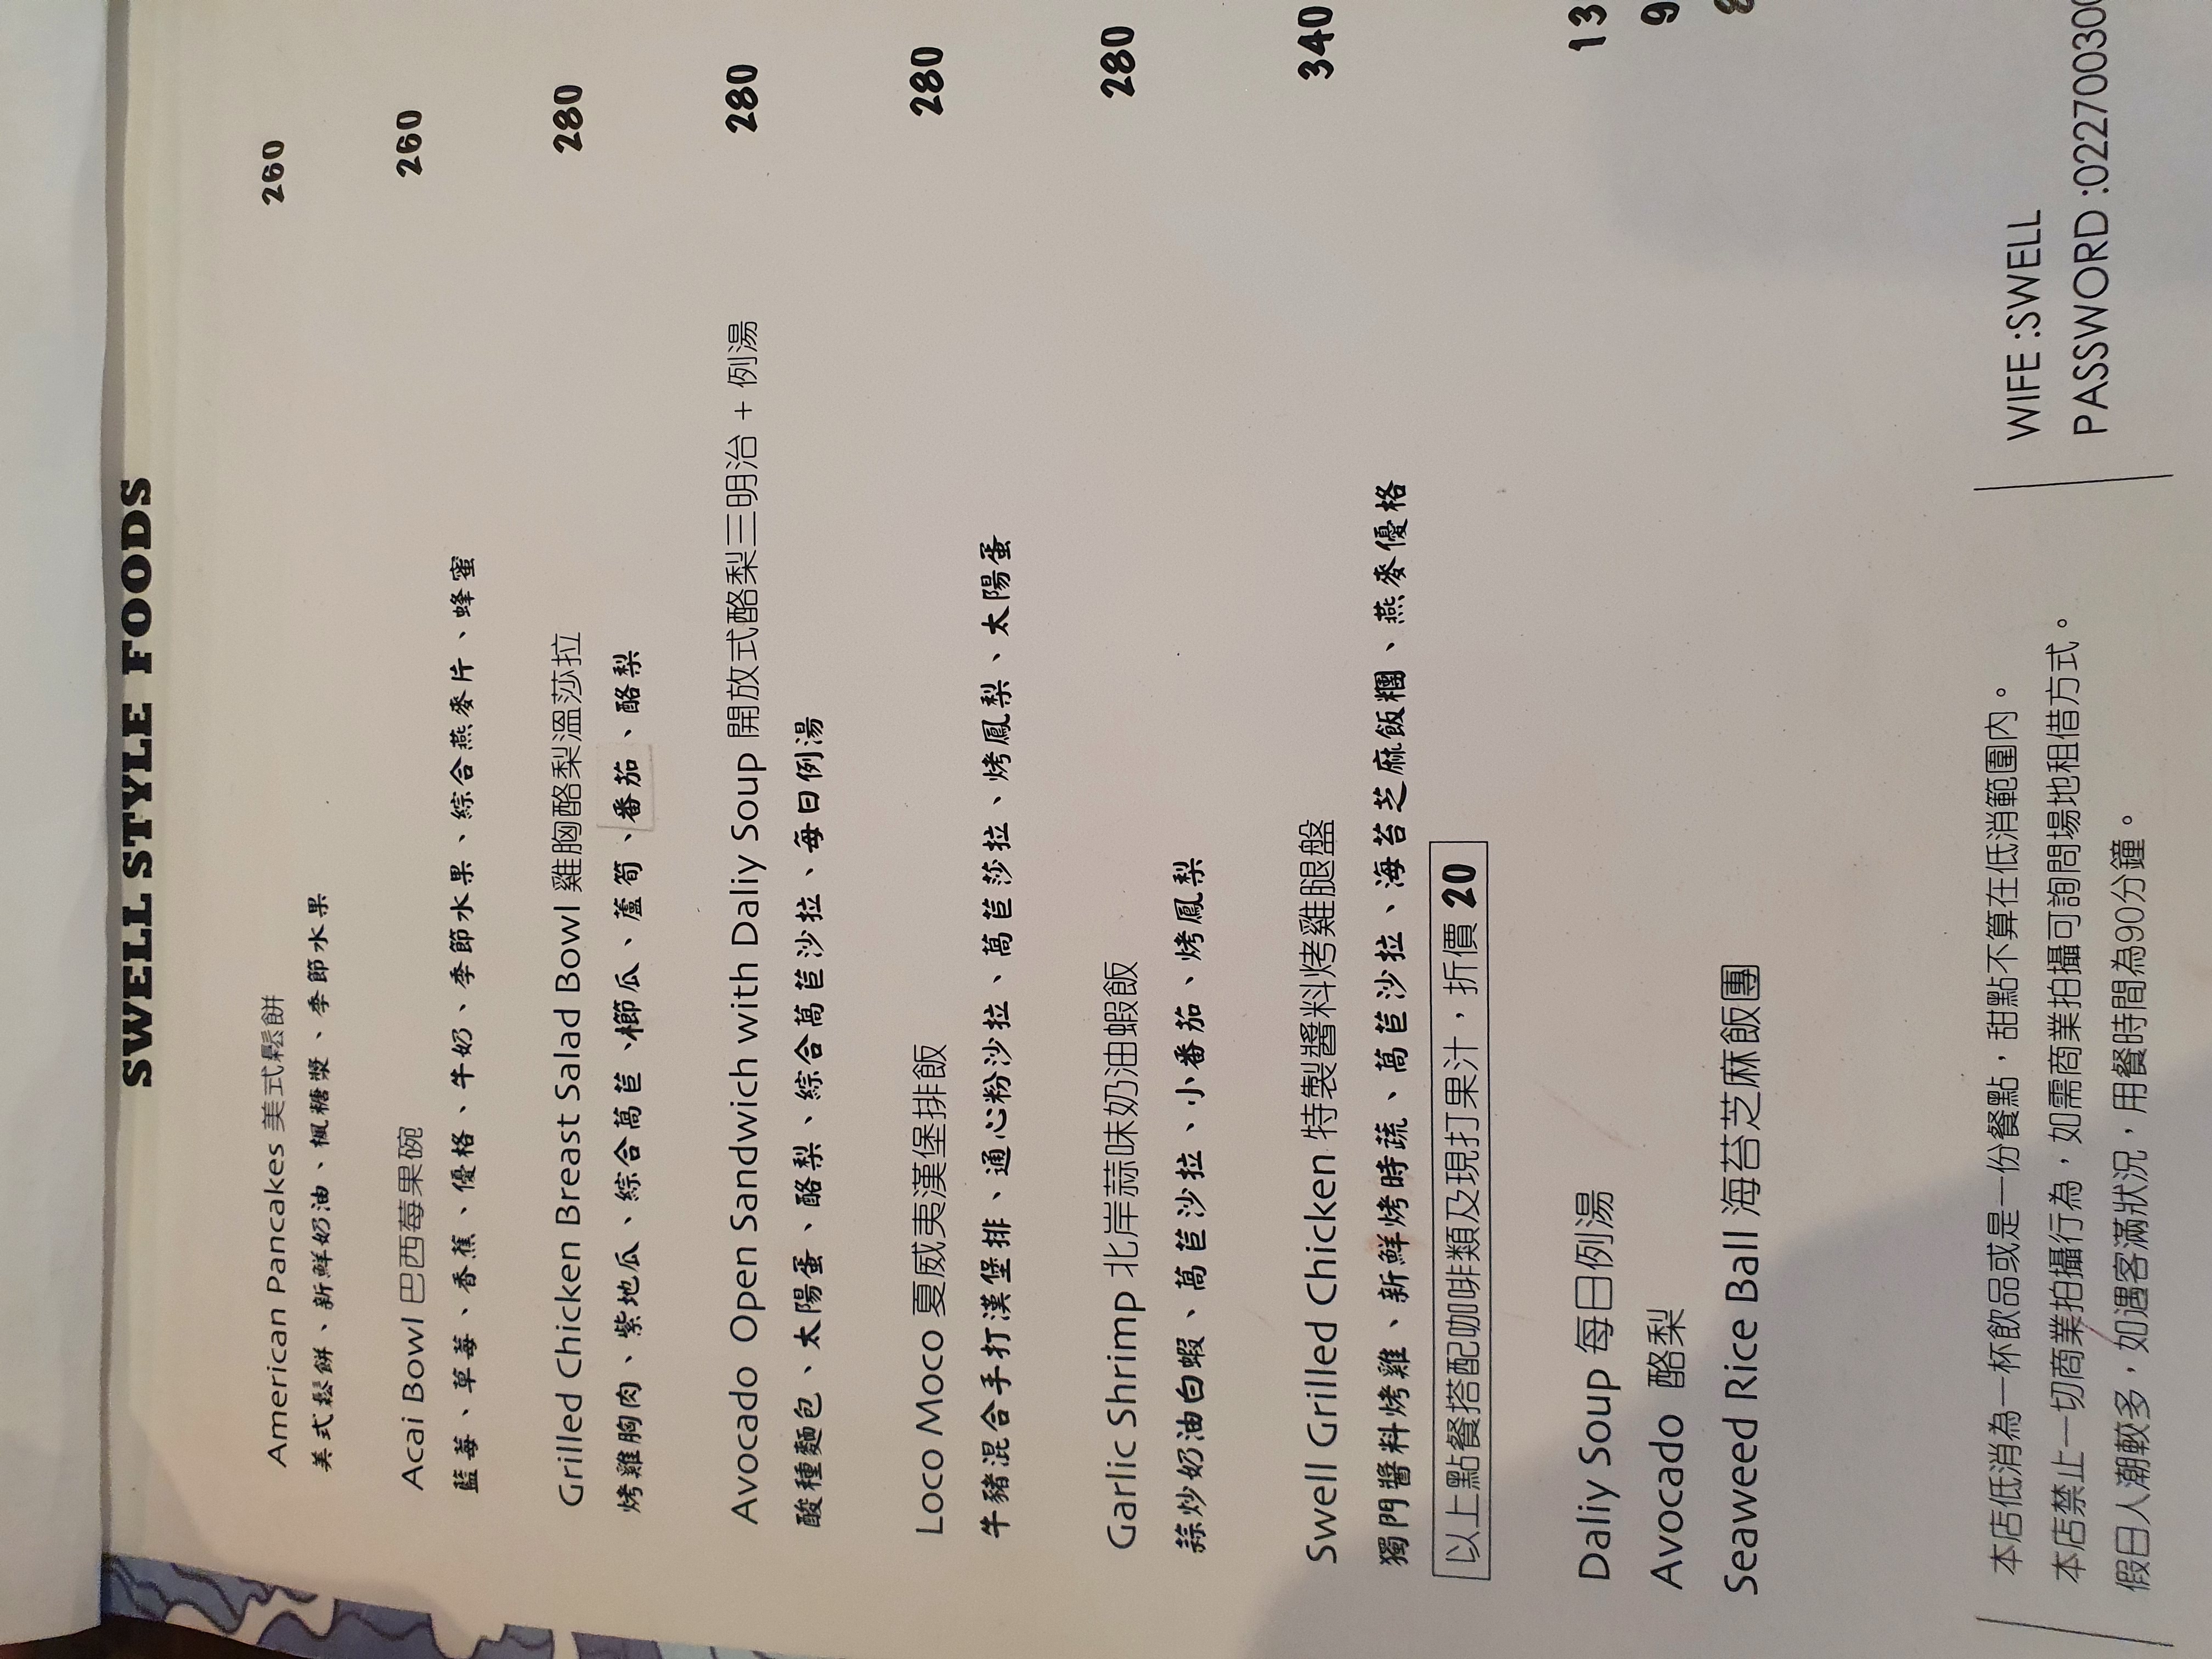 SWELL STYLE FOODS
American Pancakes 美式鬆餅 260
美式鬆餅、新鮮奶油、楓糖漿、季節水果
Acai Bowl 巴西莓果碗 260
藍莓、草莓、香蕉、優格、牛奶、季節水果、綜合燕麥片、蜂蜜
Grilled Chicken Breast Salad Bowl 雞胸酪梨溫莎拉 280
烤雞胸肉、紫地瓜、綜合萵苣、櫛瓜、蘆筍、番茄、酪梨
Avocado Open Sandwich with Daliy Soup 開放式酪梨三明治 + 例湯 280
酸種麵包、太陽蛋、酪梨、綜合萵苣沙拉、每日例湯
Loco Moco 夏威夷漢堡排飯 280
牛豬混合手打漢堡排、通心粉沙拉、萵苣莎拉、烤鳳梨、太陽蛋
Garlic Shrimp 北岸蒜味奶油蝦飯 280
蒜炒奶油白蝦、萵苣沙拉、小番茄、烤鳳梨
Swell Grilled Chicken 特製醬料烤雞腿盤 340
獨門醬料烤雞、新鮮烤時蔬、萵苣沙拉、海苔芝麻飯糰、燕麥優格
以上點餐搭配咖啡類及現打果汁，折價 20
Daliy Soup 每日例湯 13
Avocado 酪梨 9
Seaweed Rice Ball 海苔芝麻飯團
本店低消為一杯飲品或是一份餐點，甜點不算在低消範圍內。
本店禁止一切商業拍攝行為，如需商業拍攝可詢問場地租借方式。
假日人潮較多，如遇客滿狀況，用餐時間為90分鐘。
WIFE :SWELL
PASSWORD :022700300